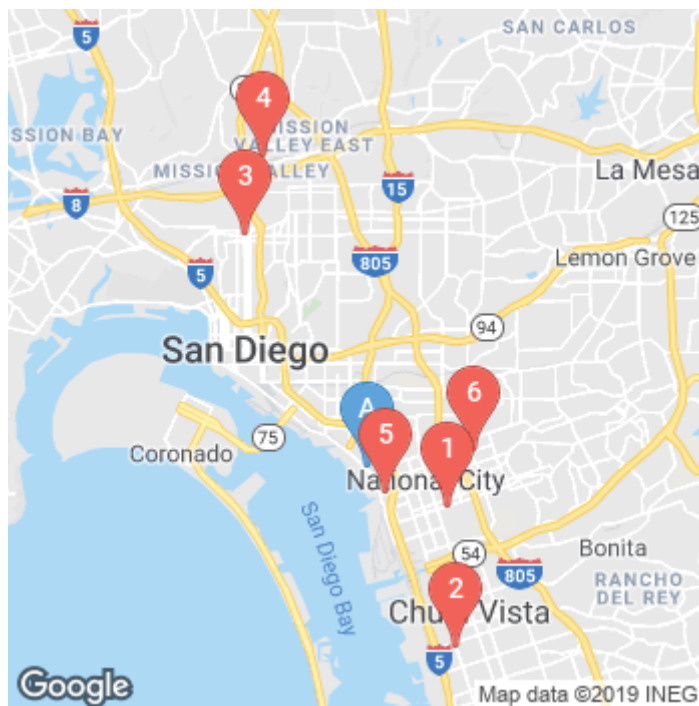 5
SAN CARLOS
4
SSION BAY
MISSION
VALLEY EAST
MISSION VALLEY
3
La Mesa
8
15
125
5
805
Lemon Grove
94
San Diego
6
A
5
1
Coronado
75
National City
San Diego Bay
54
Bonita
2
805
RANCHO
DEL REY
Chula Vista
5
Google
Map data ©2019 INEG